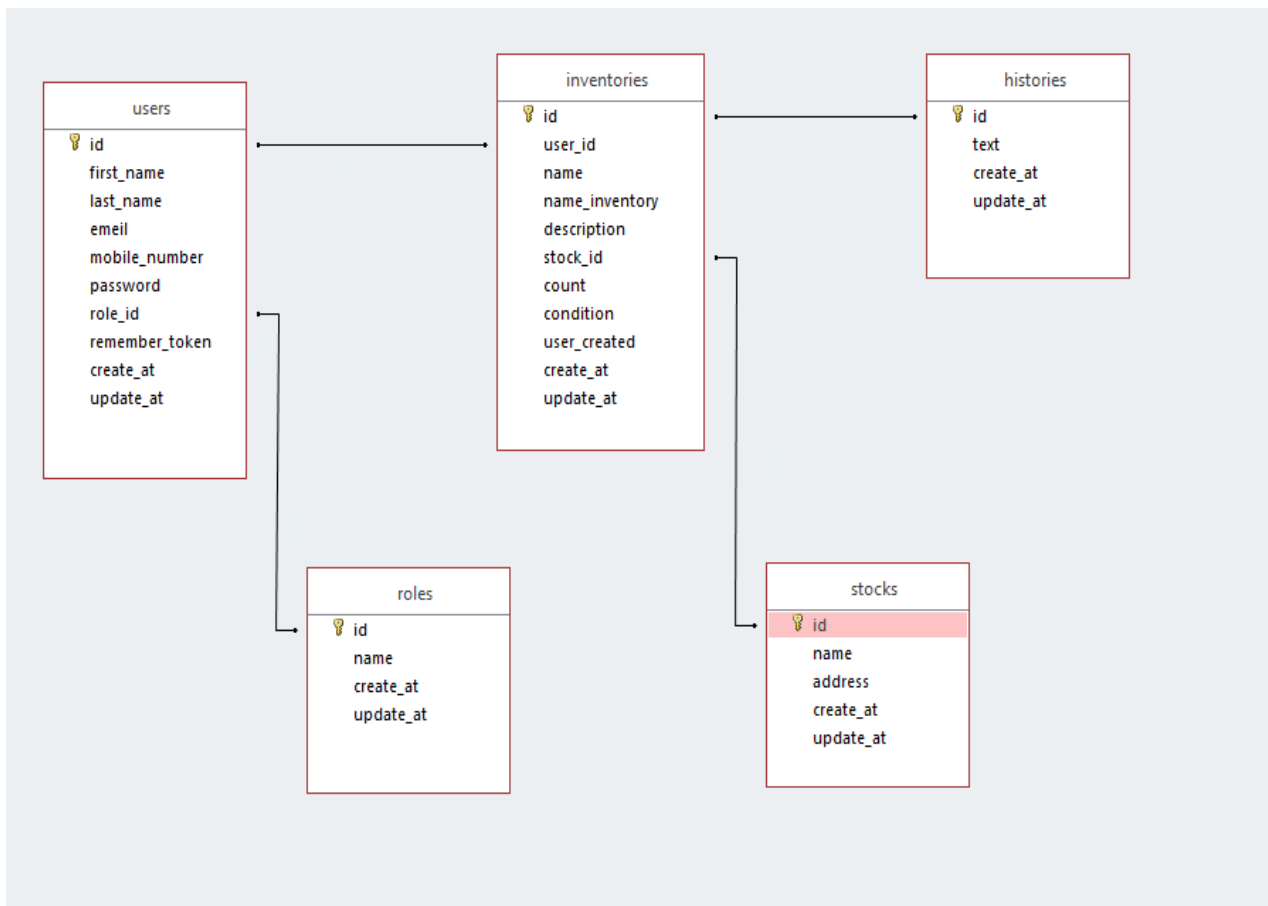 users
id
first_name
last_name
emeil
mobile_number
password
role_id
remember_token
create_at
update_at
inventories
id
user_id
name
name_inventory
description
stock_id
count
condition
user_created
create_at
update_at
histories
id
text
create_at
update_at
roles
id
name
create_at
update_at
stocks
id
name
address
create_at
update_at